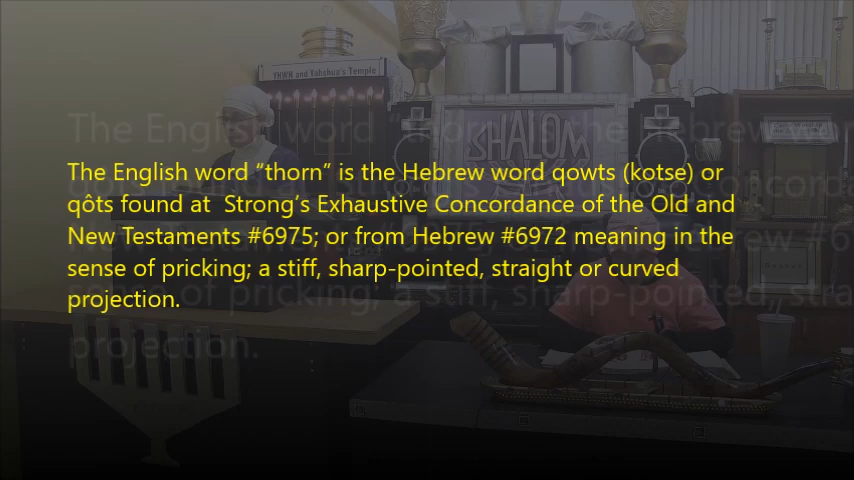 YHWH and Yahshua's Temple
SHALOM
The English word “thorn” is the Hebrew word qowts (kotse) or
qôts found at  Strong’s Exhaustive Concordance of the Old and
New Testaments #6975; or from Hebrew #6972 meaning in the
sense of pricking; a stiff, sharp-pointed, straight or curved
projection.